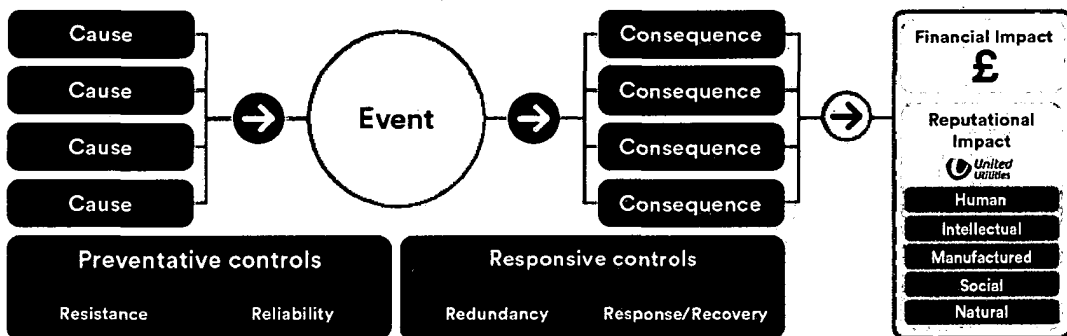 Cause
Cause
Cause
Cause
Event
Consequence
Consequence
Consequence
Consequence
Preventative controls
Resistance
Reliability
Responsive controls
Redundancy
Response/Recovery
Financial Impact
£
Reputational
Impact
United
Utilities
Human
Intellectual
Manufactured
Social
Natural